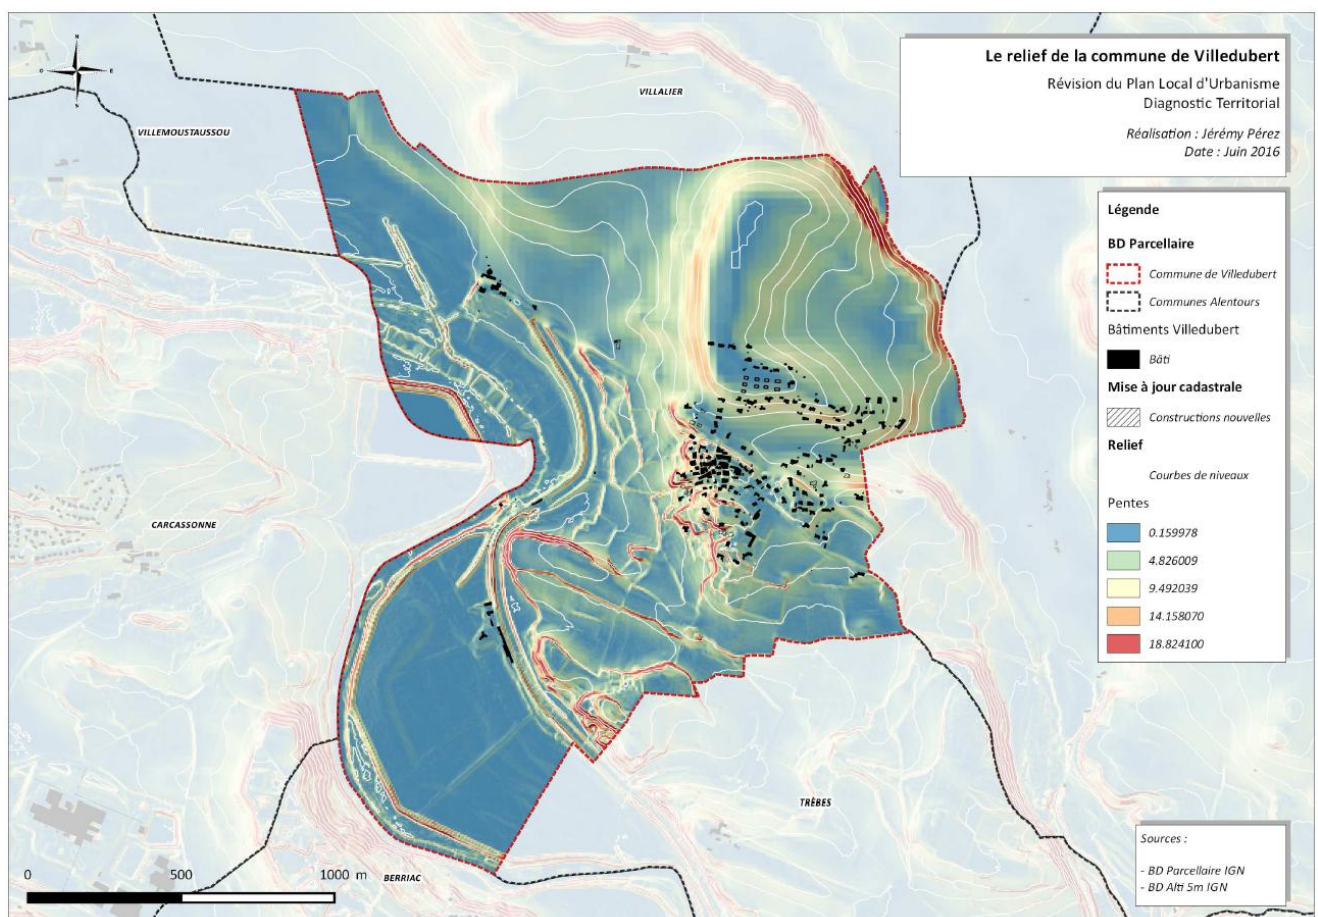 Le relief de la commune de Villedubert
Révision du Plan Local d'Urbanisme
Diagnostic Territorial
Réalisation : Jérémy Pérez
Date : Juin 2016
N
O
E
S
VILLALIER
VILLEMOUSTAUSSOU
CARCASSONNE
TRÈBES
BERRIAC
Légende
BD Parcellaire
Commune de Villedubert
Communes Alentours
Bâtiments Villedubert
Bâti
Mise à jour cadastrale
Constructions nouvelles
Relief
Courbes de niveaux
Pentes
0.159978
4.826009
9.492039
14.158070
18.824100
Sources :
- BD Parcellaire IGN
- BD Alti 5m IGN
0 500 1000 m